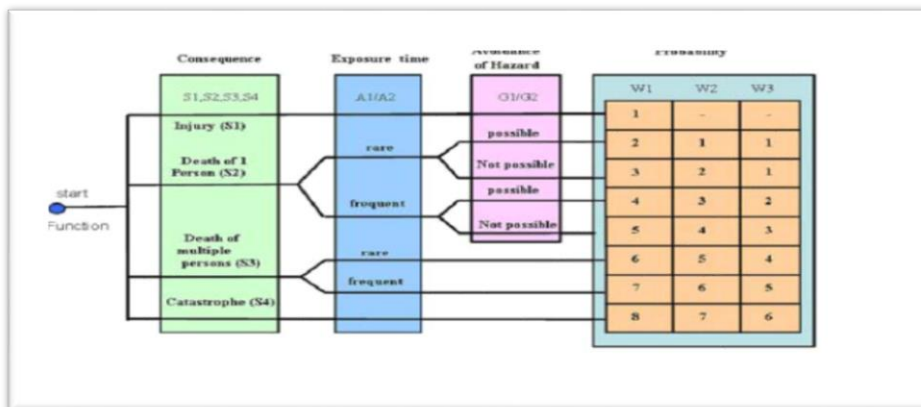 Consequence
Exposure time
Avoidance
of Hazard
Probability
S1,S2,S3,S4
A1/A2
G1/G2
W1 W2 W3
Injury (S1)
1 - -
possible
rare
2 1 1
Death of 1
Person (S2)
Not possible
3 2 1
possible
start
Function
frequent
4 3 2
Not possible
5 4 3
Death of
multiple
persons (S3)
rare
6 5 4
frequent
7 6 5
Catastrophe (S4)
8 7 6